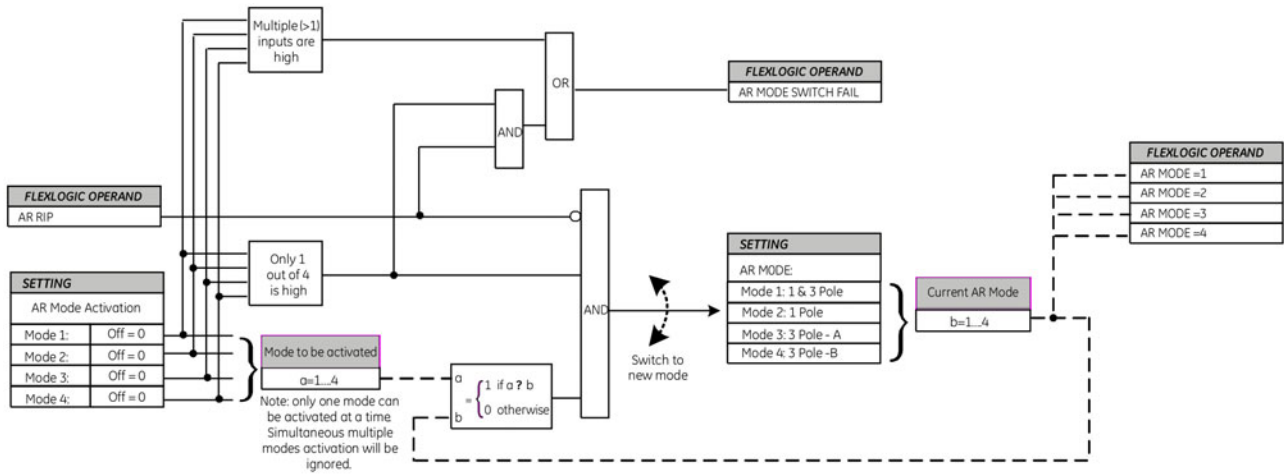 Multiple (>1)
inputs are
high
OR
FLEXLOGIC OPERAND
AR MODE SWITCH FAIL
AND
FLEXLOGIC OPERAND
AR MODE =1
AR MODE =2
AR MODE =3
AR MODE =4
FLEXLOGIC OPERAND
AR RIP
Only 1
out of 4
is high
AND
SETTING
AR Mode Activation
Mode 1: Off = 0
Mode 2: Off = 0
Mode 3: Off = 0
Mode 4: Off = 0
Mode to be activated
a=1....4
Note: only one mode can
be activated at a time.
Simultaneous multiple
modes activation will be
ignored.
a
b
= { 1 if a ? b
0 otherwise
Switch to
new mode
SETTING
AR MODE:
Mode 1: 1 & 3 Pole
Mode 2: 1 Pole
Mode 3: 3 Pole - A
Mode 4: 3 Pole -B
Current AR Mode
b=1....4